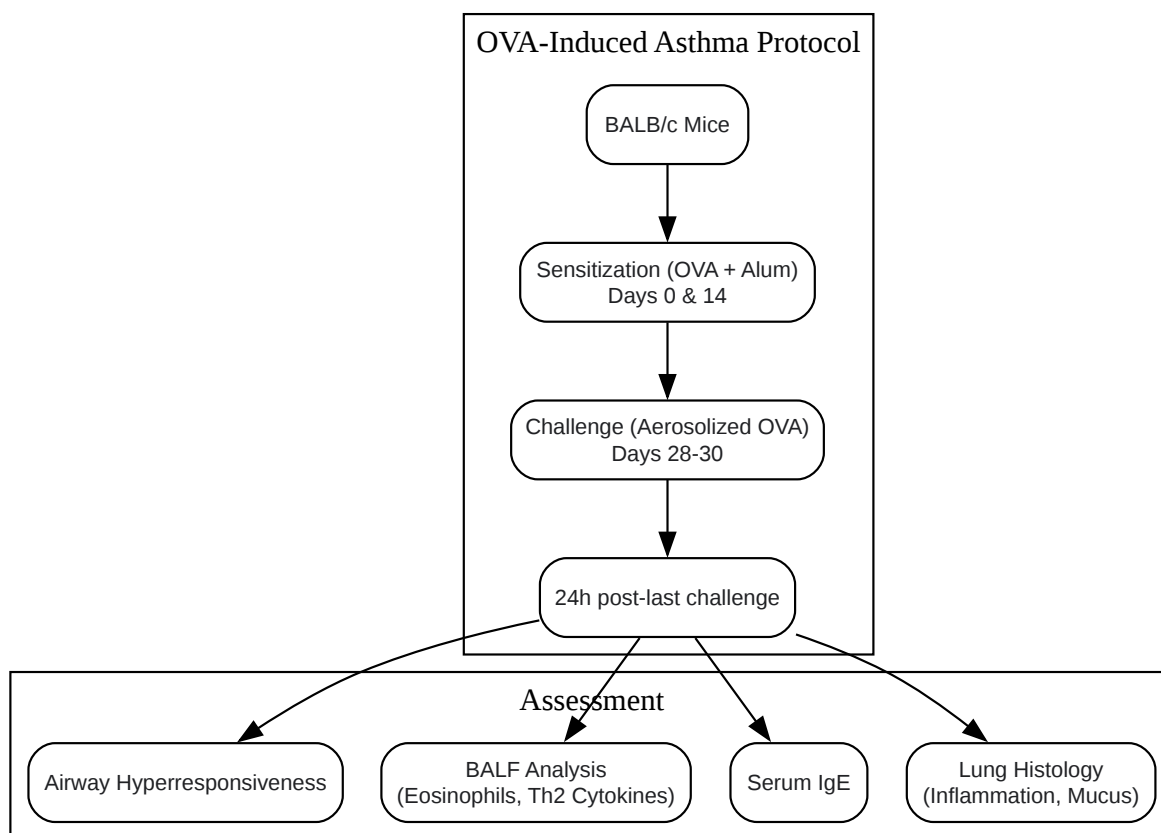 OVA-Induced Asthma Protocol
BALB/c Mice
Sensitization (OVA + Alum)
Days 0 & 14
Challenge (Aerosolized OVA)
Days 28-30
24h post-last challenge
Assessment
Airway Hyperresponsiveness
BALF Analysis
(Eosinophils, Th2 Cytokines)
Serum IgE
Lung Histology
(Inflammation, Mucus)